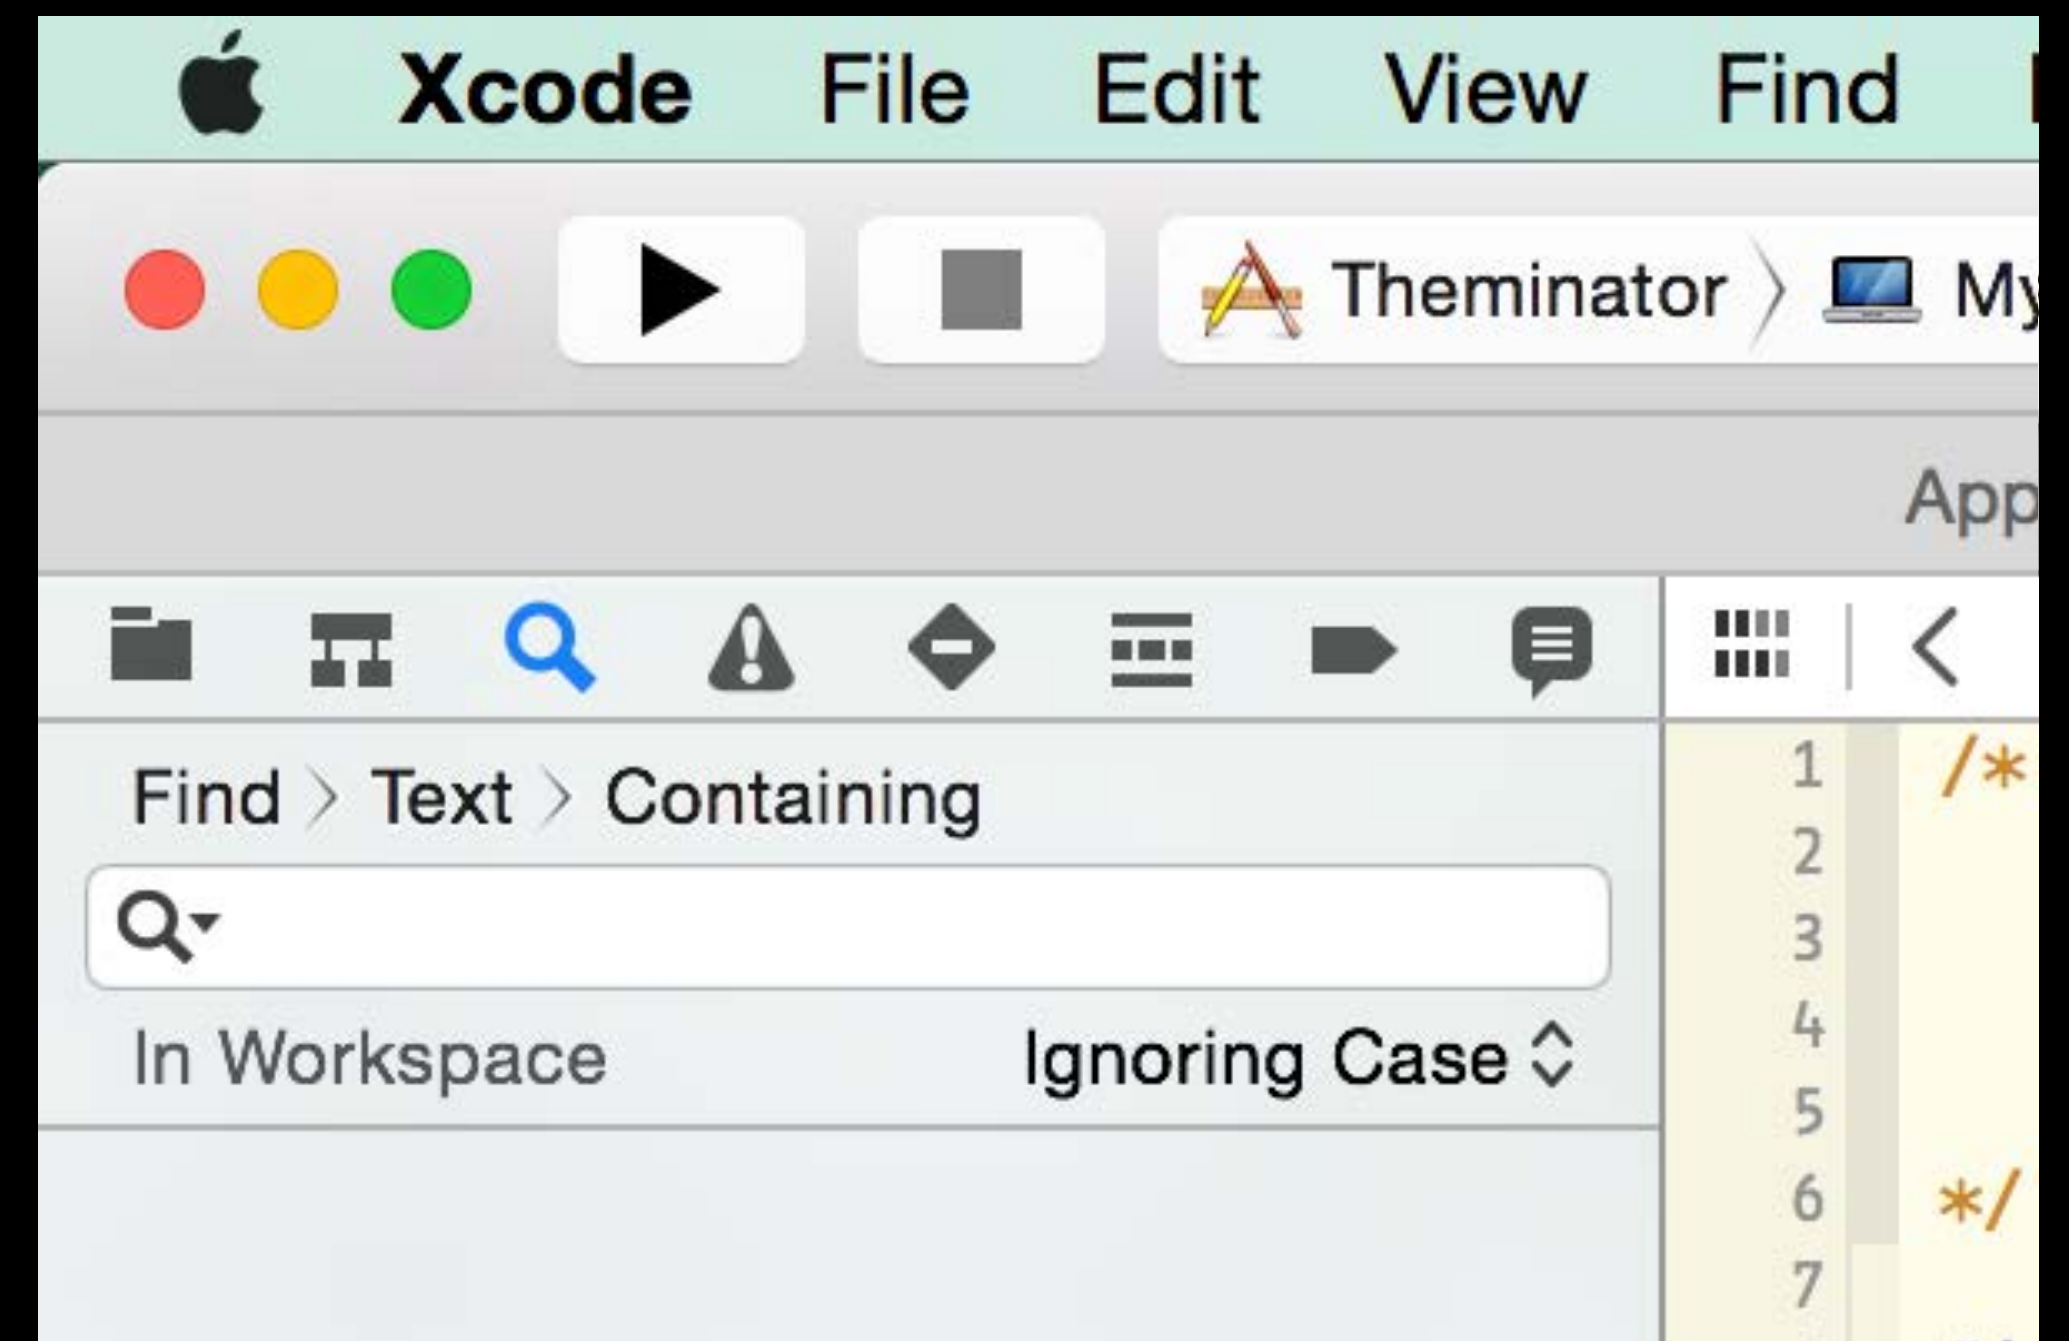 Xcode File Edit View Find
Theminator My
App
Find Text Containing
In Workspace Ignoring Case
1 /*
2
3
4
5
6 */
7